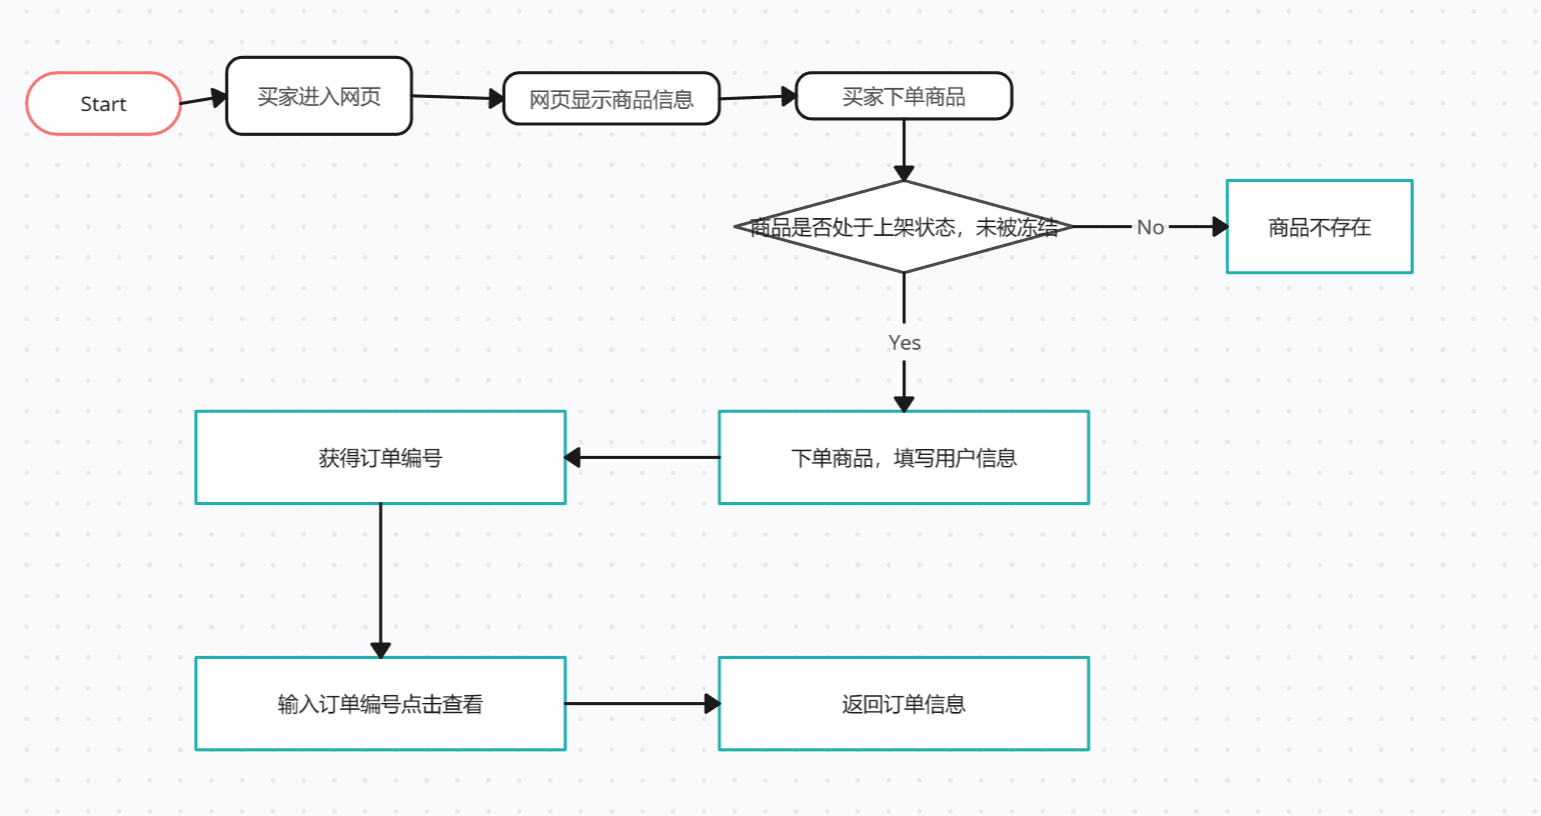 Start
买家进入网页
网页显示商品信息
买家下单商品
商品是否处于上架状态，未被冻结
No
商品不存在
Yes
获得订单编号
下单商品，填写用户信息
输入订单编号点击查看
返回订单信息